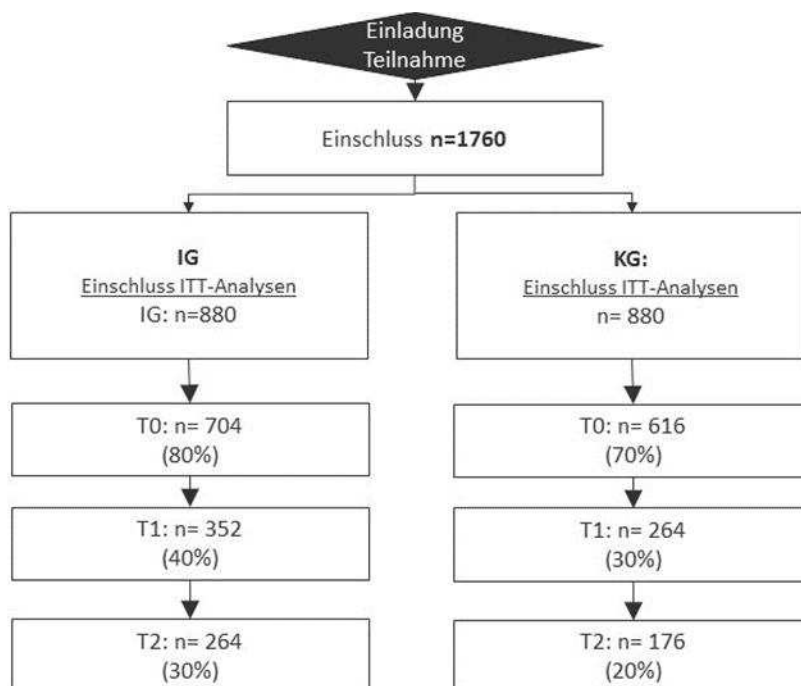 Einladung
Teilnahme
Einschluss n=1760
IG
Einschluss ITT-Analysen
IG: n=880
KG:
Einschluss ITT-Analysen
n= 880
T0: n= 704
(80%)
T0: n= 616
(70%)
T1: n= 352
(40%)
T1: n= 264
(30%)
T2: n= 264
(30%)
T2: n= 176
(20%)